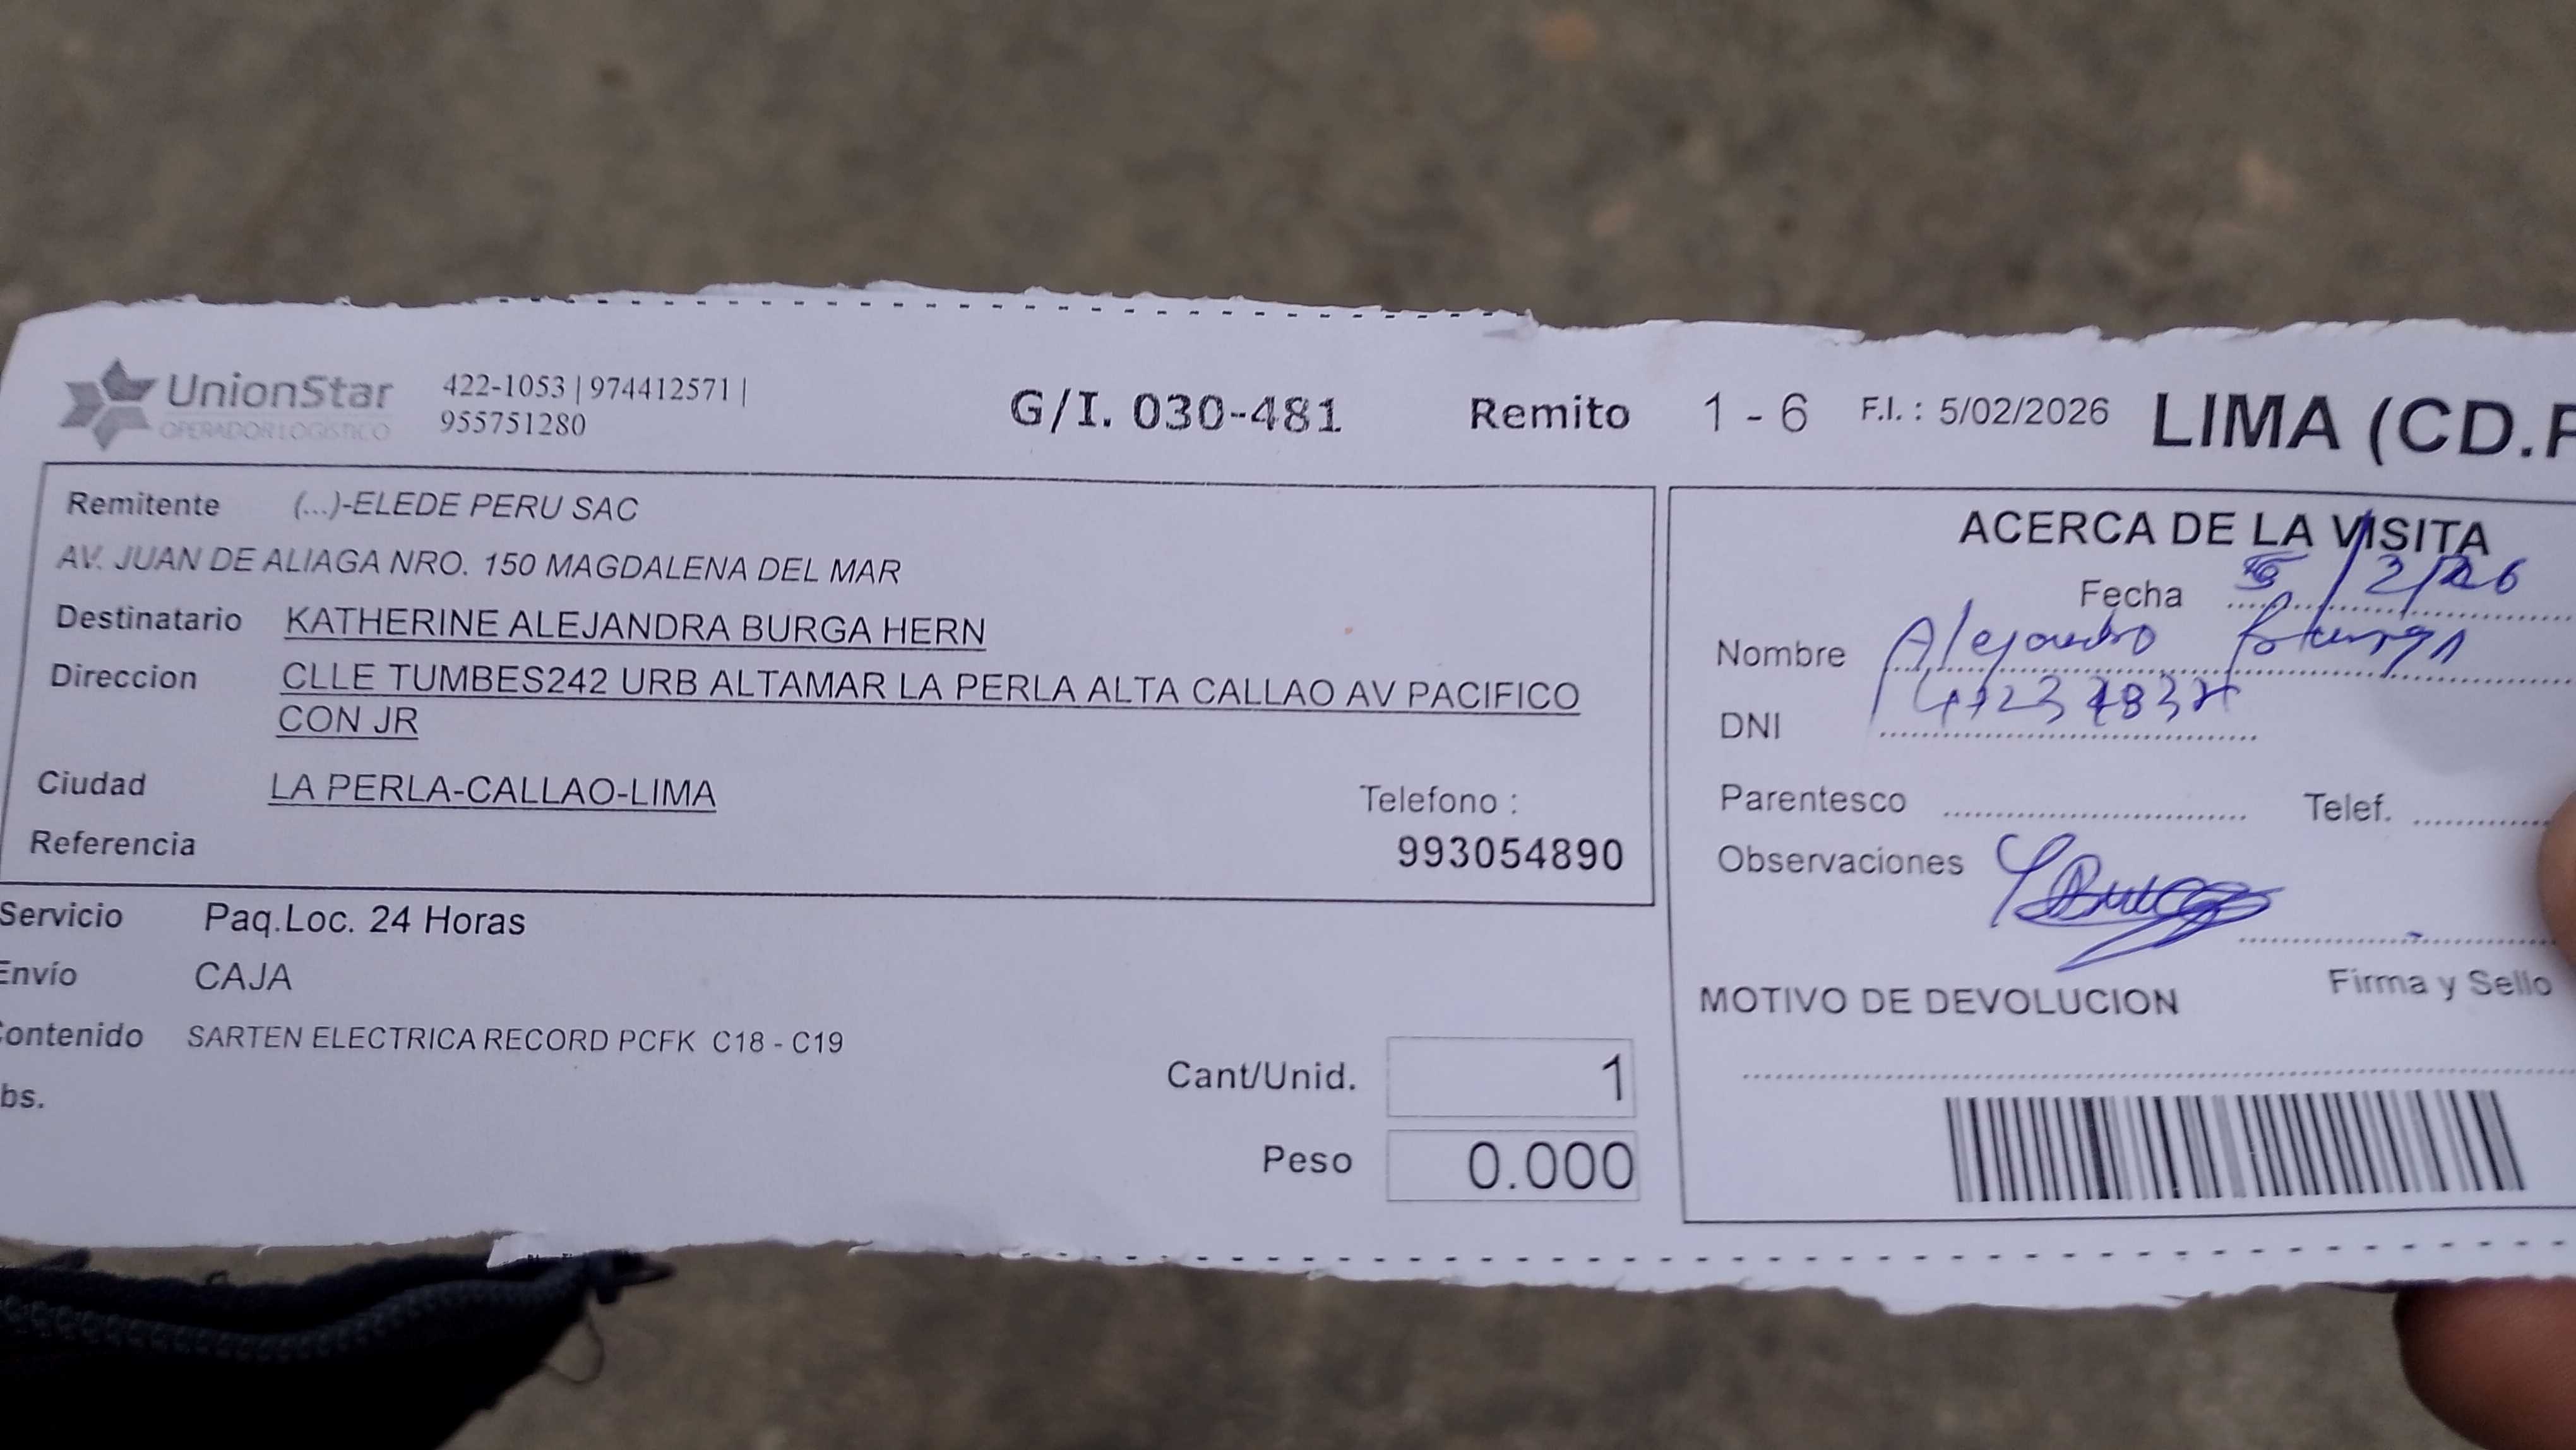 UnionStar
OPERADOR LOGISTICO
422-1053 | 974412571 |
955751280
G/I. 030-481
Remito 1 - 6
F.I. : 5/02/2026
LIMA (CD.P
Remitente (...)-ELEDE PERU SAC
AV. JUAN DE ALIAGA NRO. 150 MAGDALENA DEL MAR
Destinatario KATHERINE ALEJANDRA BURGA HERN
Direccion CLLE TUMBES242 URB ALTAMAR LA PERLA ALTA CALLAO AV PACIFICO
CON JR
Ciudad LA PERLA-CALLAO-LIMA
Telefono :
Referencia
993054890
Servicio Paq.Loc. 24 Horas
Envío CAJA
Contenido SARTEN ELECTRICA RECORD PCFK C18 - C19
bs.
Cant/Unid. 1
Peso 0.000
ACERCA DE LA VISITA
Fecha /2/26
Nombre Alejandro Burga
DNI
Parentesco Telef.
Observaciones
Firma y Sello
MOTIVO DE DEVOLUCION